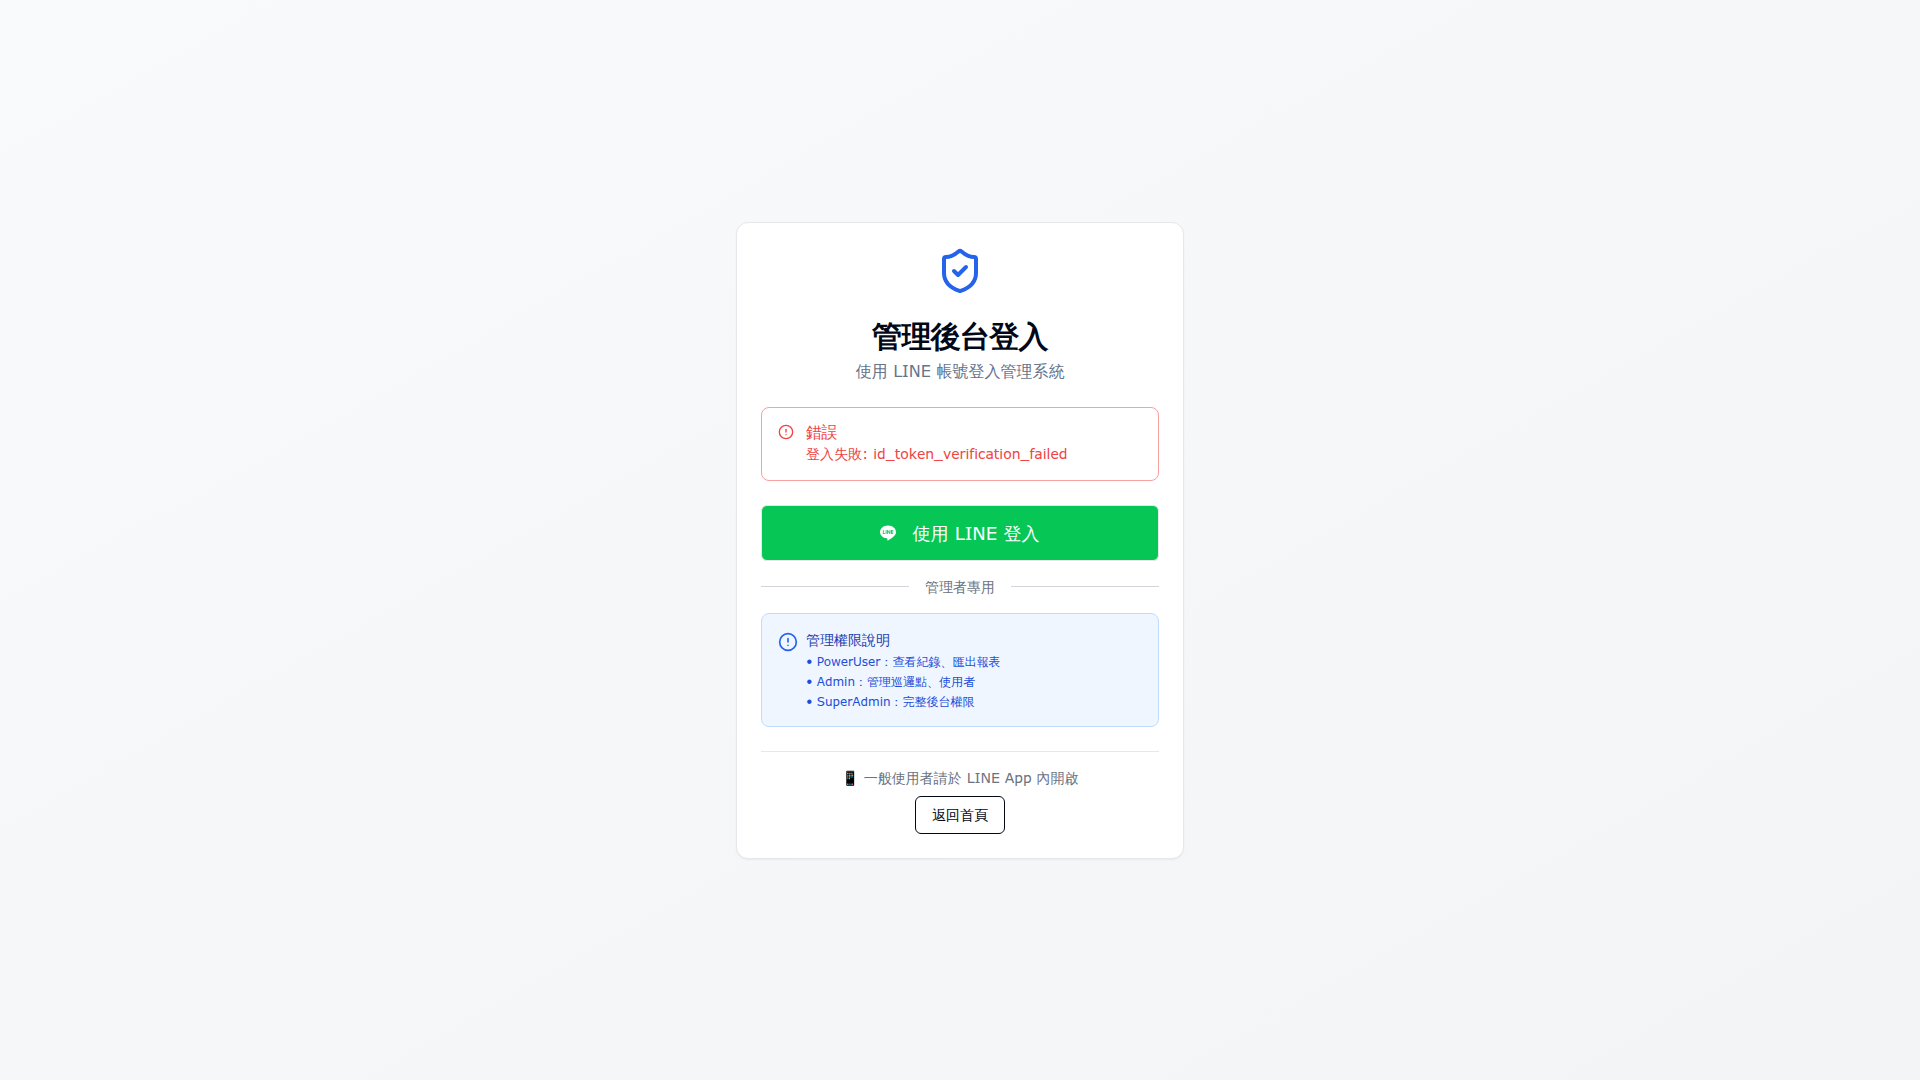 管理後台登入
使用 LINE 帳號登入管理系統
錯誤
登入失敗: id_token_verification_failed
LINE 使用 LINE 登入
管理者專用
管理權限說明
• PowerUser：查看紀錄、匯出報表
• Admin：管理巡邏點、使用者
• SuperAdmin：完整後台權限
📱 一般使用者請於 LINE App 內開啟
返回首頁